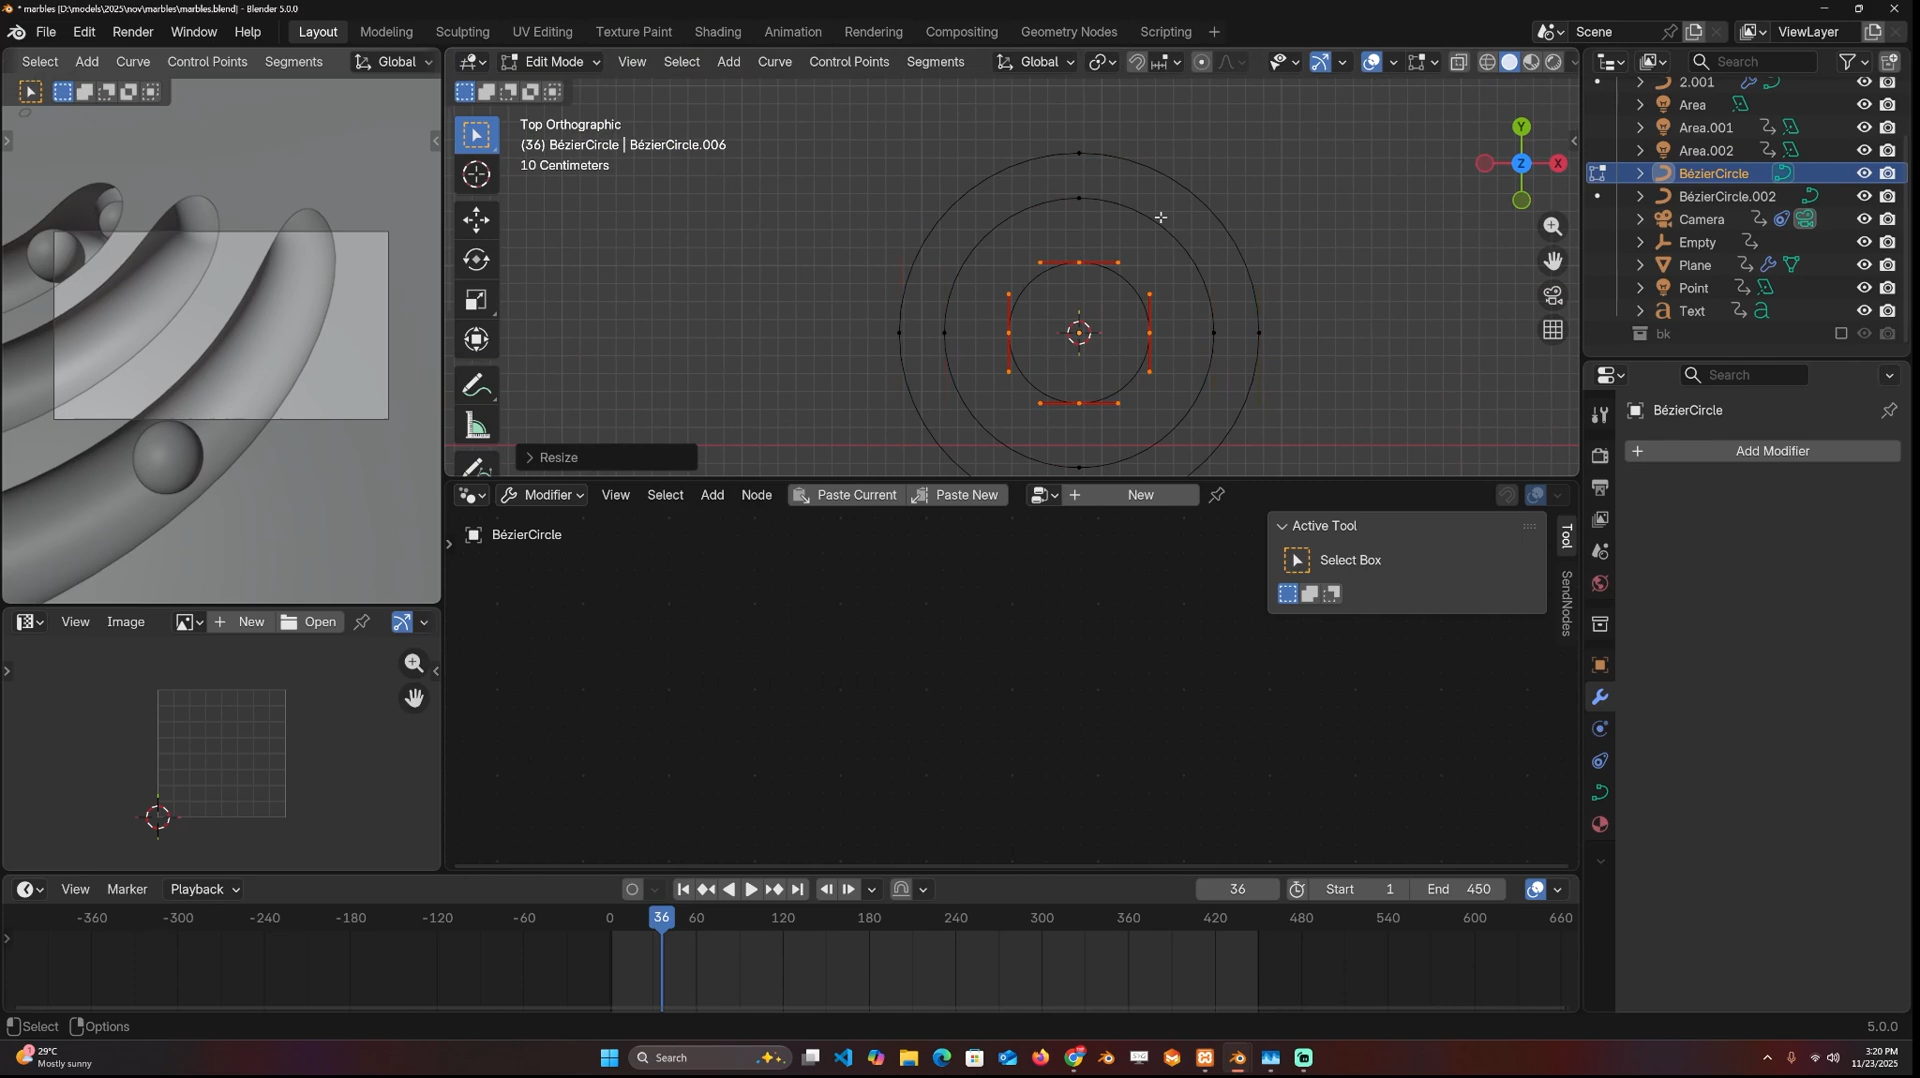 * marbles [D:\models\2025\nov\marbles\marbles.blend] - Blender 5.0.0
File Edit Render Window Help Layout Modeling Sculpting UV Editing Texture Paint Shading Animation Rendering Compositing Geometry Nodes Scripting + Scene ViewLayer
Select Add Curve Control Points Segments Global
Edit Mode View Select Add Curve Control Points Segments Global
Search
Top Orthographic
(36) BézierCircle | BézierCircle.006
10 Centimeters
Y
Z
X
2.001
Area
Area.001
Area.002
BézierCircle
BézierCircle.002
Camera
Empty
Plane
Point
Text
bk
Search
BézierCircle
+ Add Modifier
Resize
Modifier View Select Add Node Paste Current Paste New + New
BézierCircle
Active Tool
Select Box
Tool
SendNodes
View Image + New Open
View Marker Playback 36 Start 1 End 450
-360 -300 -240 -180 -120 -60 0 36 60 120 180 240 300 360 420 480 540 600 660
Select Options 5.0.0
1
29°C
Mostly sunny
Search
3:20 PM
11/23/2025